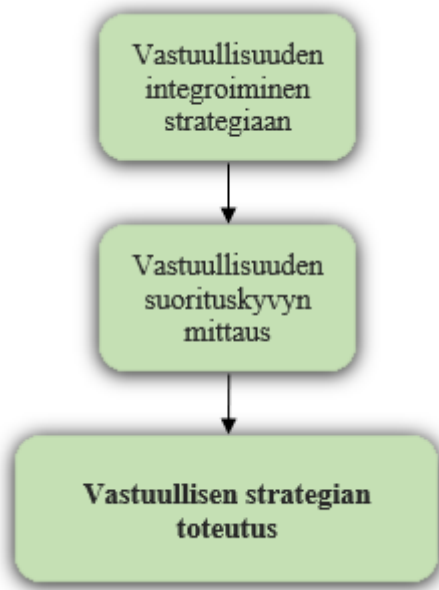 Vastuullisuuden
integroiminen
strategiaan
Vastuullisuuden
suorituskyvyn
mittaus
Vastuullisen strategian
toteutus